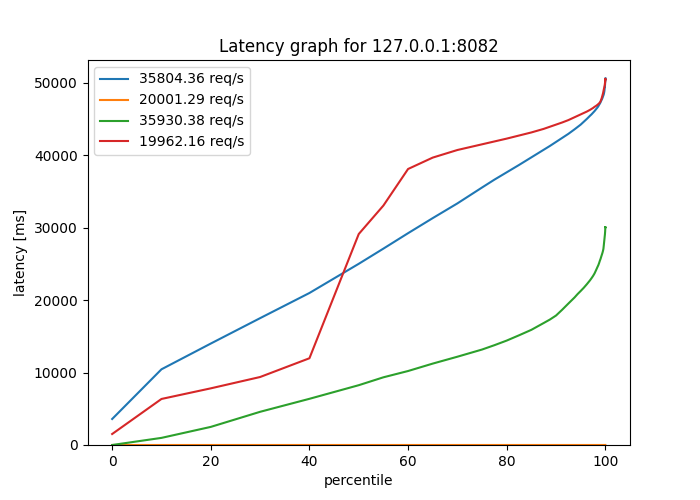 Latency graph for 127.0.0.1:8082
35804.36 req/s
20001.29 req/s
35930.38 req/s
19962.16 req/s
50000
40000
30000
20000
10000
0
latency [ms]
0 20 40 60 80 100
percentile